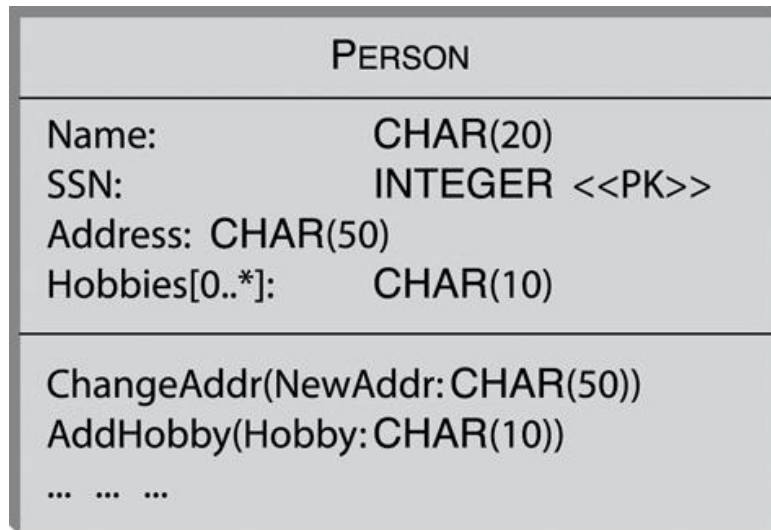 PERSON
Name: CHAR(20)
SSN: INTEGER <<PK>>
Address: CHAR(50)
Hobbies[0..*]: CHAR(10)
ChangeAddr(NewAddr: CHAR(50))
AddHobby(Hobby: CHAR(10))
... ... ...